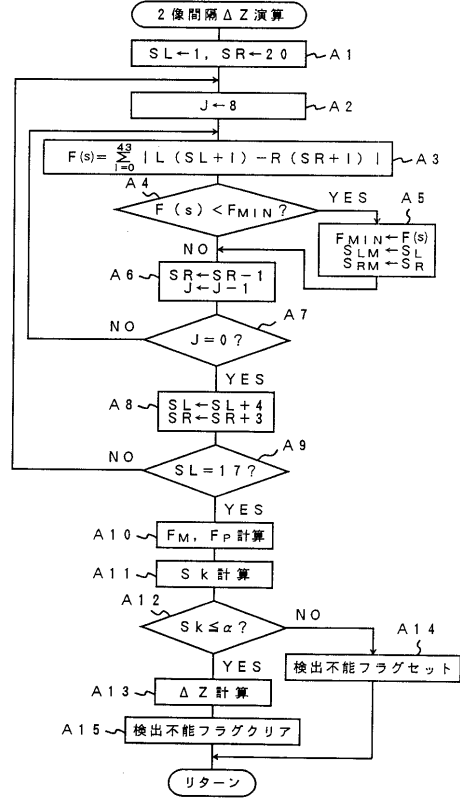 2像間隔ΔZ演算
SL←1, SR←20
A1
J←8
A2
F(s)=Σ|L(SL+I)−R(SR+I)|
43
I=0
A3
A4
F(s)<FMIN?
YES
A5
FMIN←F(s)
SLM←SL
SRM←SR
NO
A6
SR←SR−1
J←J−1
A7
NO
J=0?
YES
A8
SL←SL+4
SR←SR+3
A9
NO
SL=17?
YES
A10
FM, FP計算
A11
Sk計算
A12
Sk≦α?
NO
A14
検出不能フラグセット
YES
A13
ΔZ計算
A15
検出不能フラグクリア
リターン